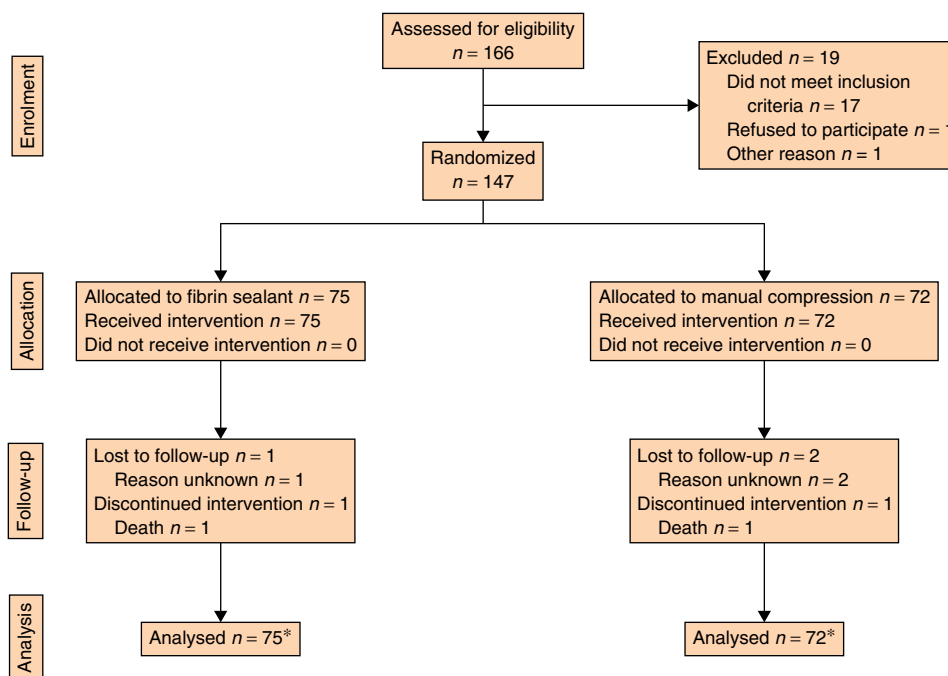 Enrolment
Assessed for eligibility
n = 166
Excluded n = 19
Did not meet inclusion
criteria n = 17
Refused to participate n =
Other reason n = 1
Randomized
n = 147
Allocation
Allocated to fibrin sealant n = 75
Received intervention n = 75
Did not receive intervention n = 0
Allocated to manual compression n = 72
Received intervention n = 72
Did not receive intervention n = 0
Follow-up
Lost to follow-up n = 1
Reason unknown n = 1
Discontinued intervention n = 1
Death n = 1
Lost to follow-up n = 2
Reason unknown n = 2
Discontinued intervention n = 1
Death n = 1
Analysis
Analysed n = 75*
Analysed n = 72*